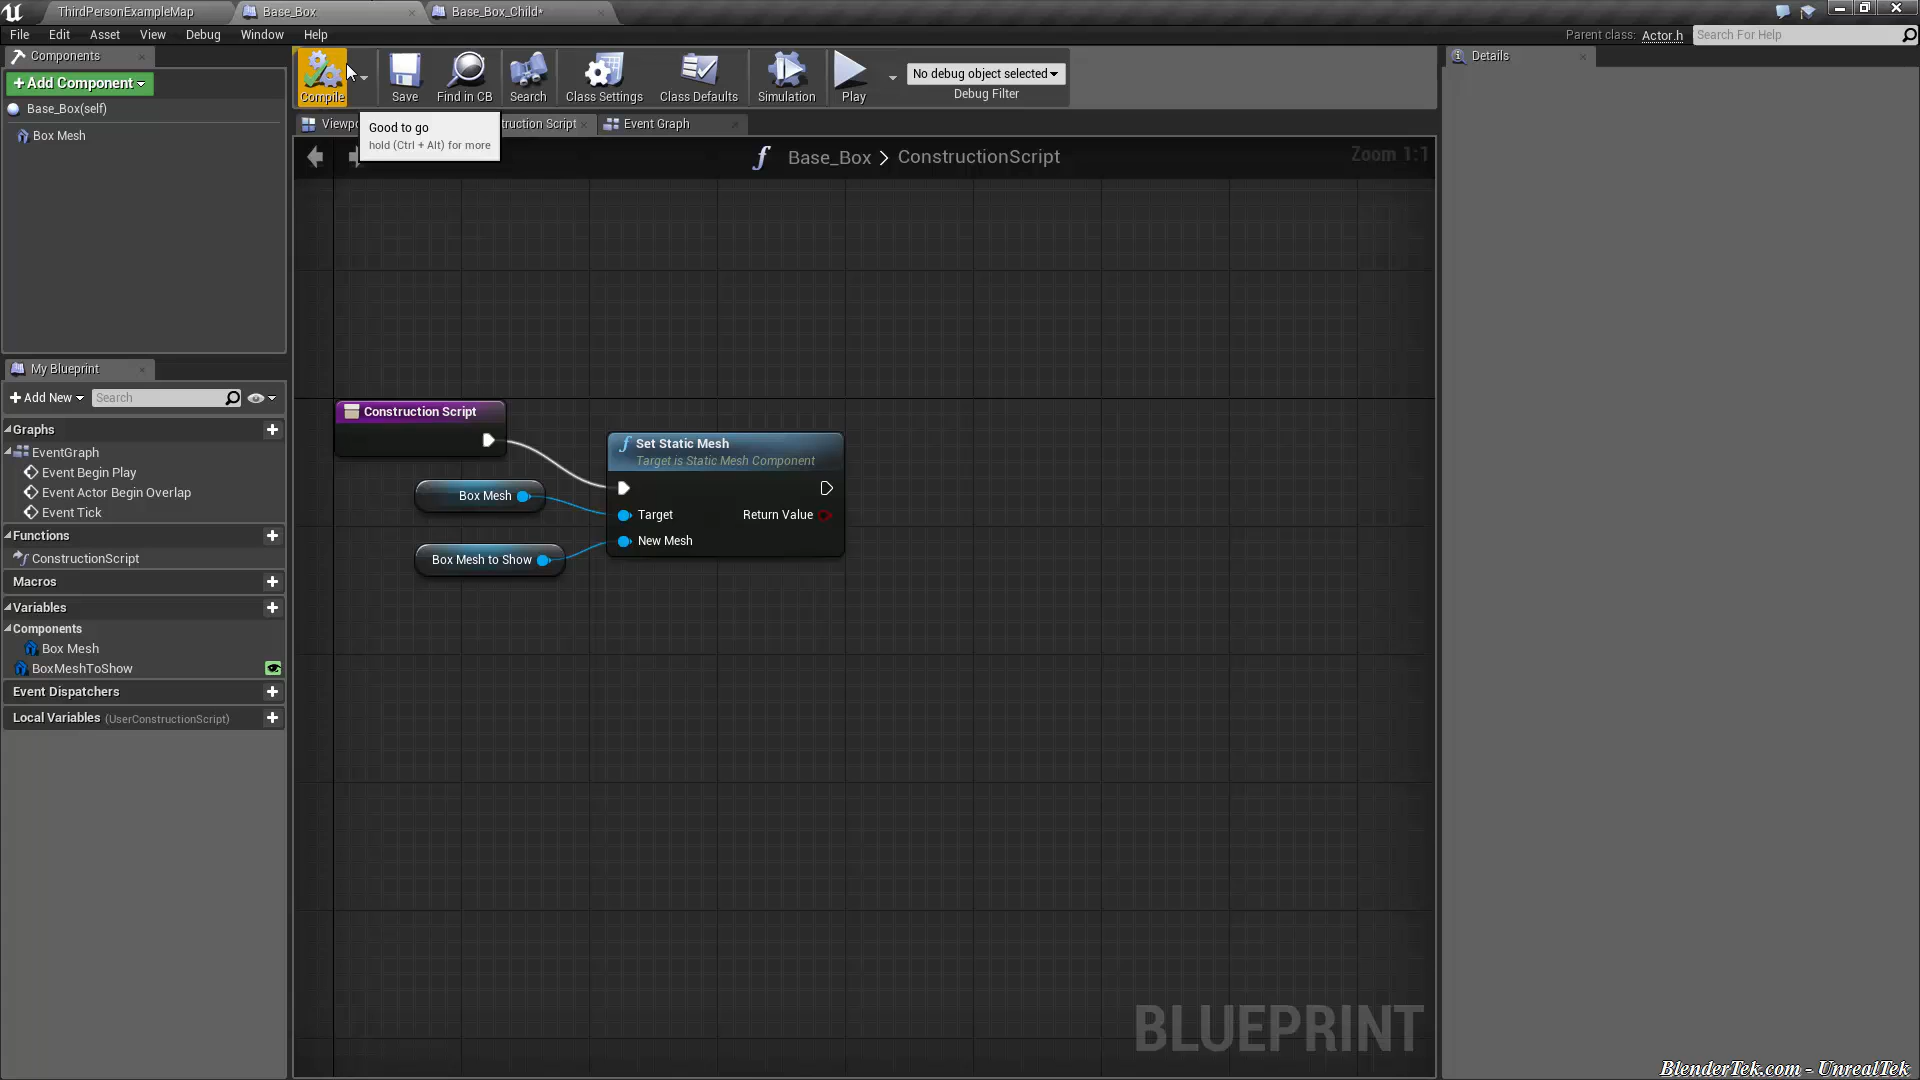 ThirdPersonExampleMap
Base_Box
Base_Box_Child*
File
Edit
Asset
View
Debug
Window
Help
Parent class:
Actor.h
Search For Help
Components
+Add Component
Base_Box(self)
Box Mesh
Compile
Save
Find in CB
Search
Class Settings
Class Defaults
Simulation
Play
No debug object selected
Debug Filter
Details
Viewpo
truction Script
Event Graph
Good to go
hold (Ctrl + Alt) for more
f
Base_Box > ConstructionScript
Zoom 1:1
My Blueprint
+Add New
Search
Graphs
EventGraph
Event Begin Play
Event Actor Begin Overlap
Event Tick
Functions
ConstructionScript
Macros
Variables
Components
Box Mesh
BoxMeshToShow
Event Dispatchers
Local Variables (UserConstructionScript)
Construction Script
Box Mesh
Box Mesh to Show
f Set Static Mesh
Target is Static Mesh Component
Target
Return Value
New Mesh
BLUEPRINT
BlenderTek.com - UnrealTek